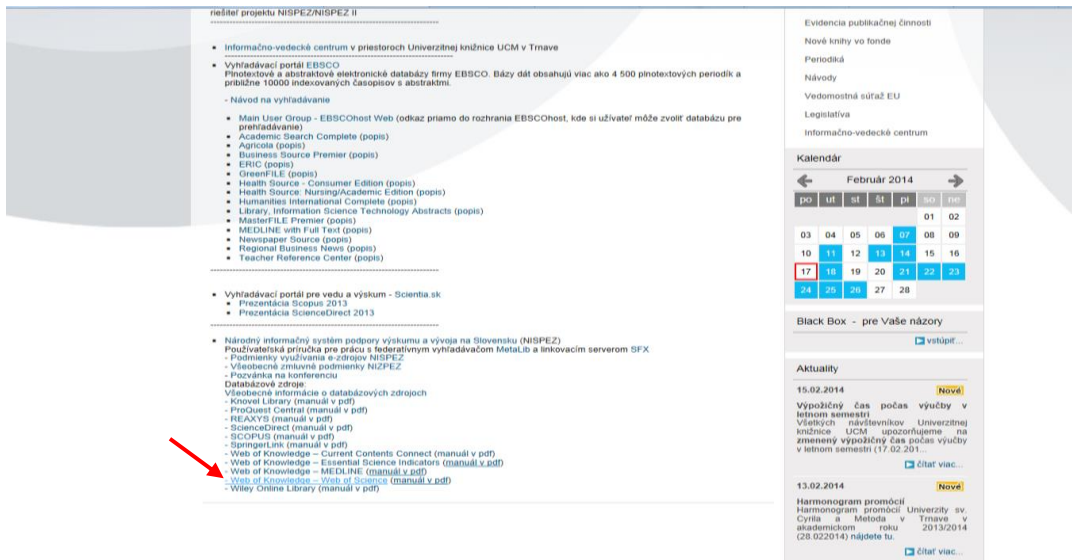 riešiteľ projektu NISPEZ/NISPEZ II
------------------------------------------------------------
Informačno-vedecké centrum v priestoroch Univerzitnej knižnice UCM v Trnave
------------------------------------------------------------
Vyhľadávací portál EBSCO
Plnotextové a abstraktové elektronické databázy firmy EBSCO. Bázy dát obsahujú viac ako 4 500 plnotextových periodík a
približne 10000 indexovaných časopisov s abstraktmi.
- Návod na vyhľadávanie
Main User Group - EBSCOhost Web (odkaz priamo do rozhrania EBSCOhost, kde si užívateľ môže zvoliť databázu pre
prehľadávanie)
Academic Search Complete (popis)
Agricola (popis)
Business Source Premier (popis)
ERIC (popis)
GreenFILE (popis)
Health Source - Consumer Edition (popis)
Health Source: Nursing/Academic Edition (popis)
Humanities International Complete (popis)
Library, Information Science Technology Abstracts (popis)
MasterFILE Premier (popis)
MEDLINE with Full Text (popis)
Newspaper Source (popis)
Regional Business News (popis)
Teacher Reference Center (popis)
------------------------------------------------------------
Vyhľadávací portál pre vedu a výskum - Scientia.sk
Prezentácia Scopus 2013
Prezentácia ScienceDirect 2013
------------------------------------------------------------
Národný informačný systém podpory výskumu a vývoja na Slovensku (NISPEZ)
Používateľská príručka pre prácu s federatívnym vyhľadávačom MetaLib a linkovacím serverom SFX
- Podmienky využívania e-zdrojov NISPEZ
- Všeobecné zmluvné podmienky NIZPEZ
- Pozvánka na konferenciu
Databázové zdroje:
Všeobecné informácie o databázových zdrojoch
- Knovel Library (manuál v pdf)
- ProQuest Central (manuál v pdf)
- REAXYS (manuál v pdf)
- ScienceDirect (manuál v pdf)
- SCOPUS (manuál v pdf)
- SpringerLink (manuál v pdf)
- Web of Knowledge – Current Contents Connect (manuál v pdf)
- Web of Knowledge – Essential Science Indicators (manuál v pdf)
- Web of Knowledge – MEDLINE (manuál v pdf)
- Web of Knowledge – Web of Science (manuál v pdf)
- Wiley Online Library (manuál v pdf)
Evidencia publikačnej činnosti
Nové knihy vo fonde
Periodiká
Návody
Vedomostná súťaž EU
Legislatíva
Informačno-vedecké centrum
Kalendár
Február 2014
po ut st št pi so ne
01 02
03 04 05 06 07 08 09
10 11 12 13 14 15 16
17 18 19 20 21 22 23
24 25 26 27 28
Black Box - pre Vaše názory
vstúpiť...
Aktuality
15.02.2014 Nové
Výpožičný čas počas výučby v
letnom semestri
Všetkých návštevníkov Univerzitnej
knižnice UCM upozorňujeme na
zmenený výpožičný čas počas výučby
v letnom semestri (17.02.201...
čítať viac...
13.02.2014 Nové
Harmonogram promócií
Harmonogram promócií Univerzity sv.
Cyrila a Metoda v Trnave v
akademickom roku 2013/2014
(28.022014) nájdete tu.
čítať viac...